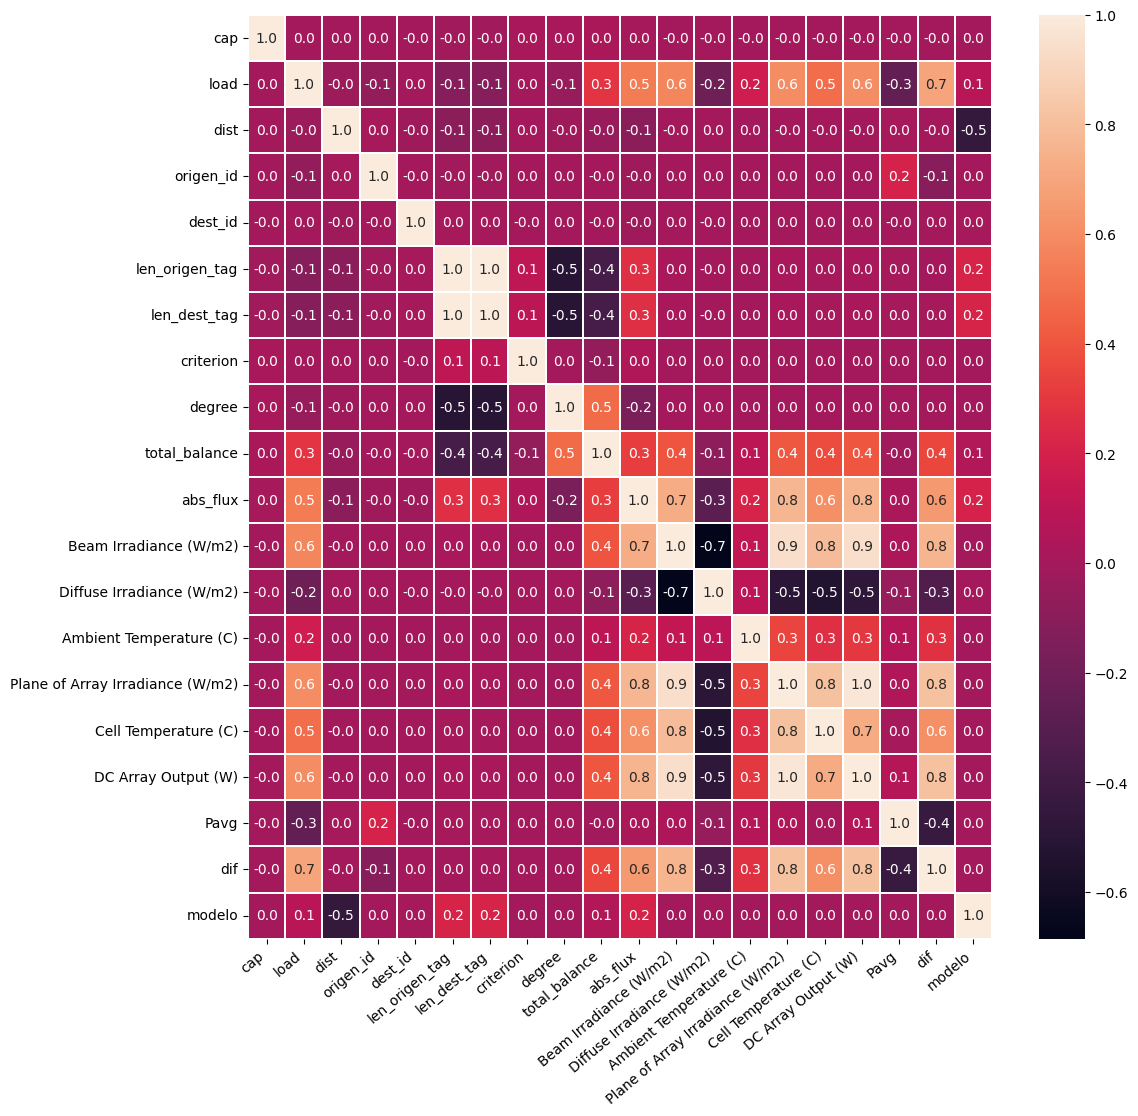 cap 1.0 0.0 0.0 0.0 -0.0 -0.0 -0.0 0.0 0.0 0.0 0.0 -0.0 -0.0 -0.0 -0.0 -0.0 -0.0 -0.0 -0.0 0.0
load 0.0 1.0 -0.0 -0.1 0.0 -0.1 -0.1 0.0 -0.1 0.3 0.5 0.6 -0.2 0.2 0.6 0.5 0.6 -0.3 0.7 0.1
dist 0.0 -0.0 1.0 0.0 -0.0 -0.1 -0.1 0.0 -0.0 -0.0 -0.1 -0.0 0.0 0.0 -0.0 -0.0 -0.0 0.0 -0.0 -0.5
origen_id 0.0 -0.1 0.0 1.0 -0.0 -0.0 -0.0 0.0 0.0 -0.0 -0.0 0.0 0.0 0.0 0.0 0.0 0.0 0.2 -0.1 0.0
dest_id -0.0 0.0 -0.0 -0.0 1.0 0.0 0.0 -0.0 0.0 -0.0 -0.0 0.0 -0.0 0.0 0.0 0.0 0.0 -0.0 0.0 0.0
len_origen_tag -0.0 -0.1 -0.1 -0.0 0.0 1.0 1.0 0.1 -0.5 -0.4 0.3 0.0 -0.0 0.0 0.0 0.0 0.0 0.0 0.0 0.2
len_dest_tag -0.0 -0.1 -0.1 -0.0 0.0 1.0 1.0 0.1 -0.5 -0.4 0.3 0.0 -0.0 0.0 0.0 0.0 0.0 0.0 0.0 0.2
criterion 0.0 0.0 0.0 0.0 -0.0 0.1 0.1 1.0 0.0 -0.1 0.0 0.0 0.0 0.0 0.0 0.0 0.0 0.0 0.0 0.0
degree 0.0 -0.1 -0.0 0.0 0.0 -0.5 -0.5 0.0 1.0 0.5 -0.2 0.0 0.0 0.0 0.0 0.0 0.0 0.0 0.0 0.0
total_balance 0.0 0.3 -0.0 -0.0 -0.0 -0.4 -0.4 -0.1 0.5 1.0 0.3 0.4 -0.1 0.1 0.4 0.4 0.4 -0.0 0.4 0.1
abs_flux 0.0 0.5 -0.1 -0.0 -0.0 0.3 0.3 0.0 -0.2 0.3 1.0 0.7 -0.3 0.2 0.8 0.6 0.8 0.0 0.6 0.2
Beam Irradiance (W/m2) -0.0 0.6 -0.0 0.0 0.0 0.0 0.0 0.0 0.0 0.4 0.7 1.0 -0.7 0.1 0.9 0.8 0.9 0.0 0.8 0.0
Diffuse Irradiance (W/m2) -0.0 -0.2 0.0 0.0 -0.0 -0.0 -0.0 0.0 0.0 -0.1 -0.3 -0.7 1.0 0.1 -0.5 -0.5 -0.5 -0.1 -0.3 0.0
Ambient Temperature (C) -0.0 0.2 0.0 0.0 0.0 0.0 0.0 0.0 0.0 0.1 0.2 0.1 0.1 1.0 0.3 0.3 0.3 0.1 0.3 0.0
Plane of Array Irradiance (W/m2) -0.0 0.6 -0.0 0.0 0.0 0.0 0.0 0.0 0.0 0.4 0.8 0.9 -0.5 0.3 1.0 0.8 1.0 0.0 0.8 0.0
Cell Temperature (C) -0.0 0.5 -0.0 0.0 0.0 0.0 0.0 0.0 0.0 0.4 0.6 0.8 -0.5 0.3 0.8 1.0 0.7 0.0 0.6 0.0
DC Array Output (W) -0.0 0.6 -0.0 0.0 0.0 0.0 0.0 0.0 0.0 0.4 0.8 0.9 -0.5 0.3 1.0 0.7 1.0 0.1 0.8 0.0
Pavg -0.0 -0.3 0.0 0.2 -0.0 0.0 0.0 0.0 0.0 -0.0 0.0 0.0 -0.1 0.1 0.0 0.0 0.1 1.0 -0.4 0.0
dif -0.0 0.7 -0.0 -0.1 0.0 0.0 0.0 0.0 0.0 0.4 0.6 0.8 -0.3 0.3 0.8 0.6 0.8 -0.4 1.0 0.0
modelo 0.0 0.1 -0.5 0.0 0.0 0.2 0.2 0.0 0.0 0.1 0.2 0.0 0.0 0.0 0.0 0.0 0.0 0.0 0.0 1.0
cap
load
dist
origen_id
dest_id
len_origen_tag
len_dest_tag
criterion
degree
total_balance
abs_flux
Beam Irradiance (W/m2)
Diffuse Irradiance (W/m2)
Ambient Temperature (C)
Plane of Array Irradiance (W/m2)
Cell Temperature (C)
DC Array Output (W)
Pavg
dif
modelo
1.0
0.8
0.6
0.4
0.2
0.0
−0.2
−0.4
−0.6